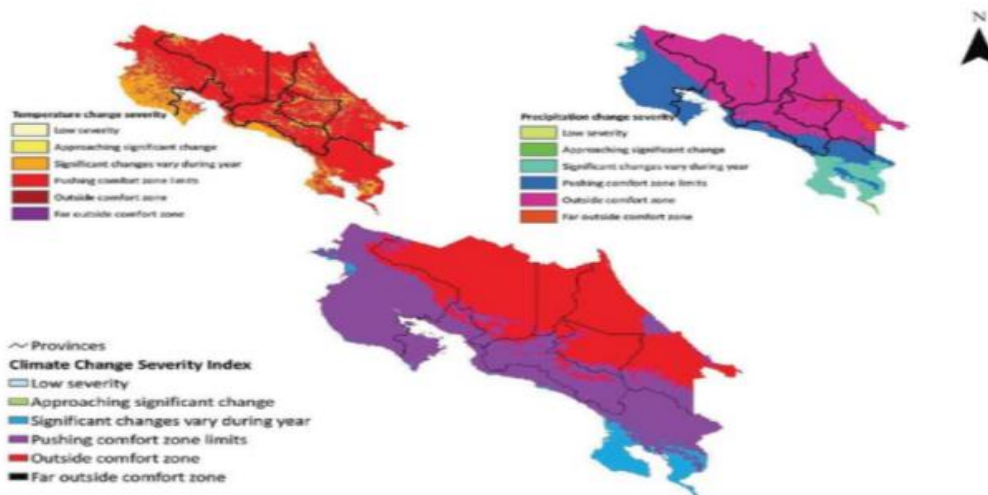 N
Temperature change severity
Low severity
Approaching significant change
Significant changes vary during year
Pushing comfort zone limits
Outside comfort zone
Far outside comfort zone
Precipitation change severity
Low severity
Approaching significant change
Significant changes vary during year
Pushing comfort zone limits
Outside comfort zone
Far outside comfort zone
Provinces
Climate Change Severity Index
Low severity
Approaching significant change
Significant changes vary during year
Pushing comfort zone limits
Outside comfort zone
Far outside comfort zone